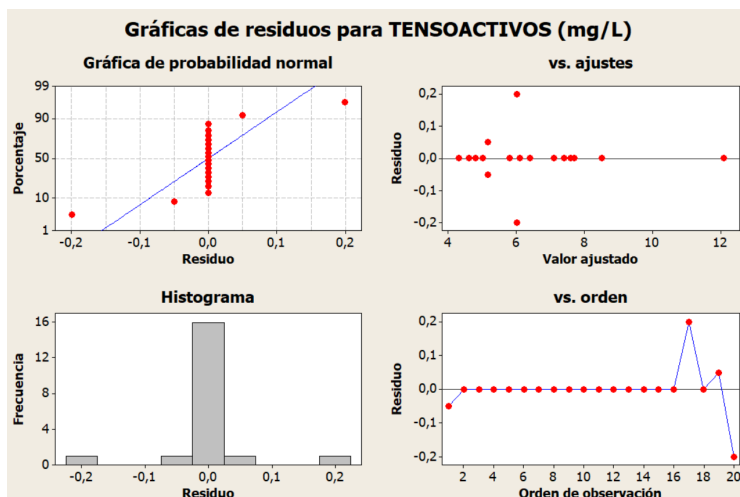 Gráficas de residuos para TENSOACTIVOS (mg/L)
Gráfica de probabilidad normal
99
90
50
10
1
Porcentaje
-0,2 -0,1 0,0 0,1 0,2
Residuo
vs. ajustes
0,2
0,1
0,0
-0,1
-0,2
Residuo
4 6 8 10 12
Valor ajustado
Histograma
16
12
8
4
0
Frecuencia
-0,2 -0,1 0,0 0,1 0,2
Residuo
vs. orden
0,2
0,1
0,0
-0,1
-0,2
Residuo
2 4 6 8 10 12 14 16 18 20
Orden de observación